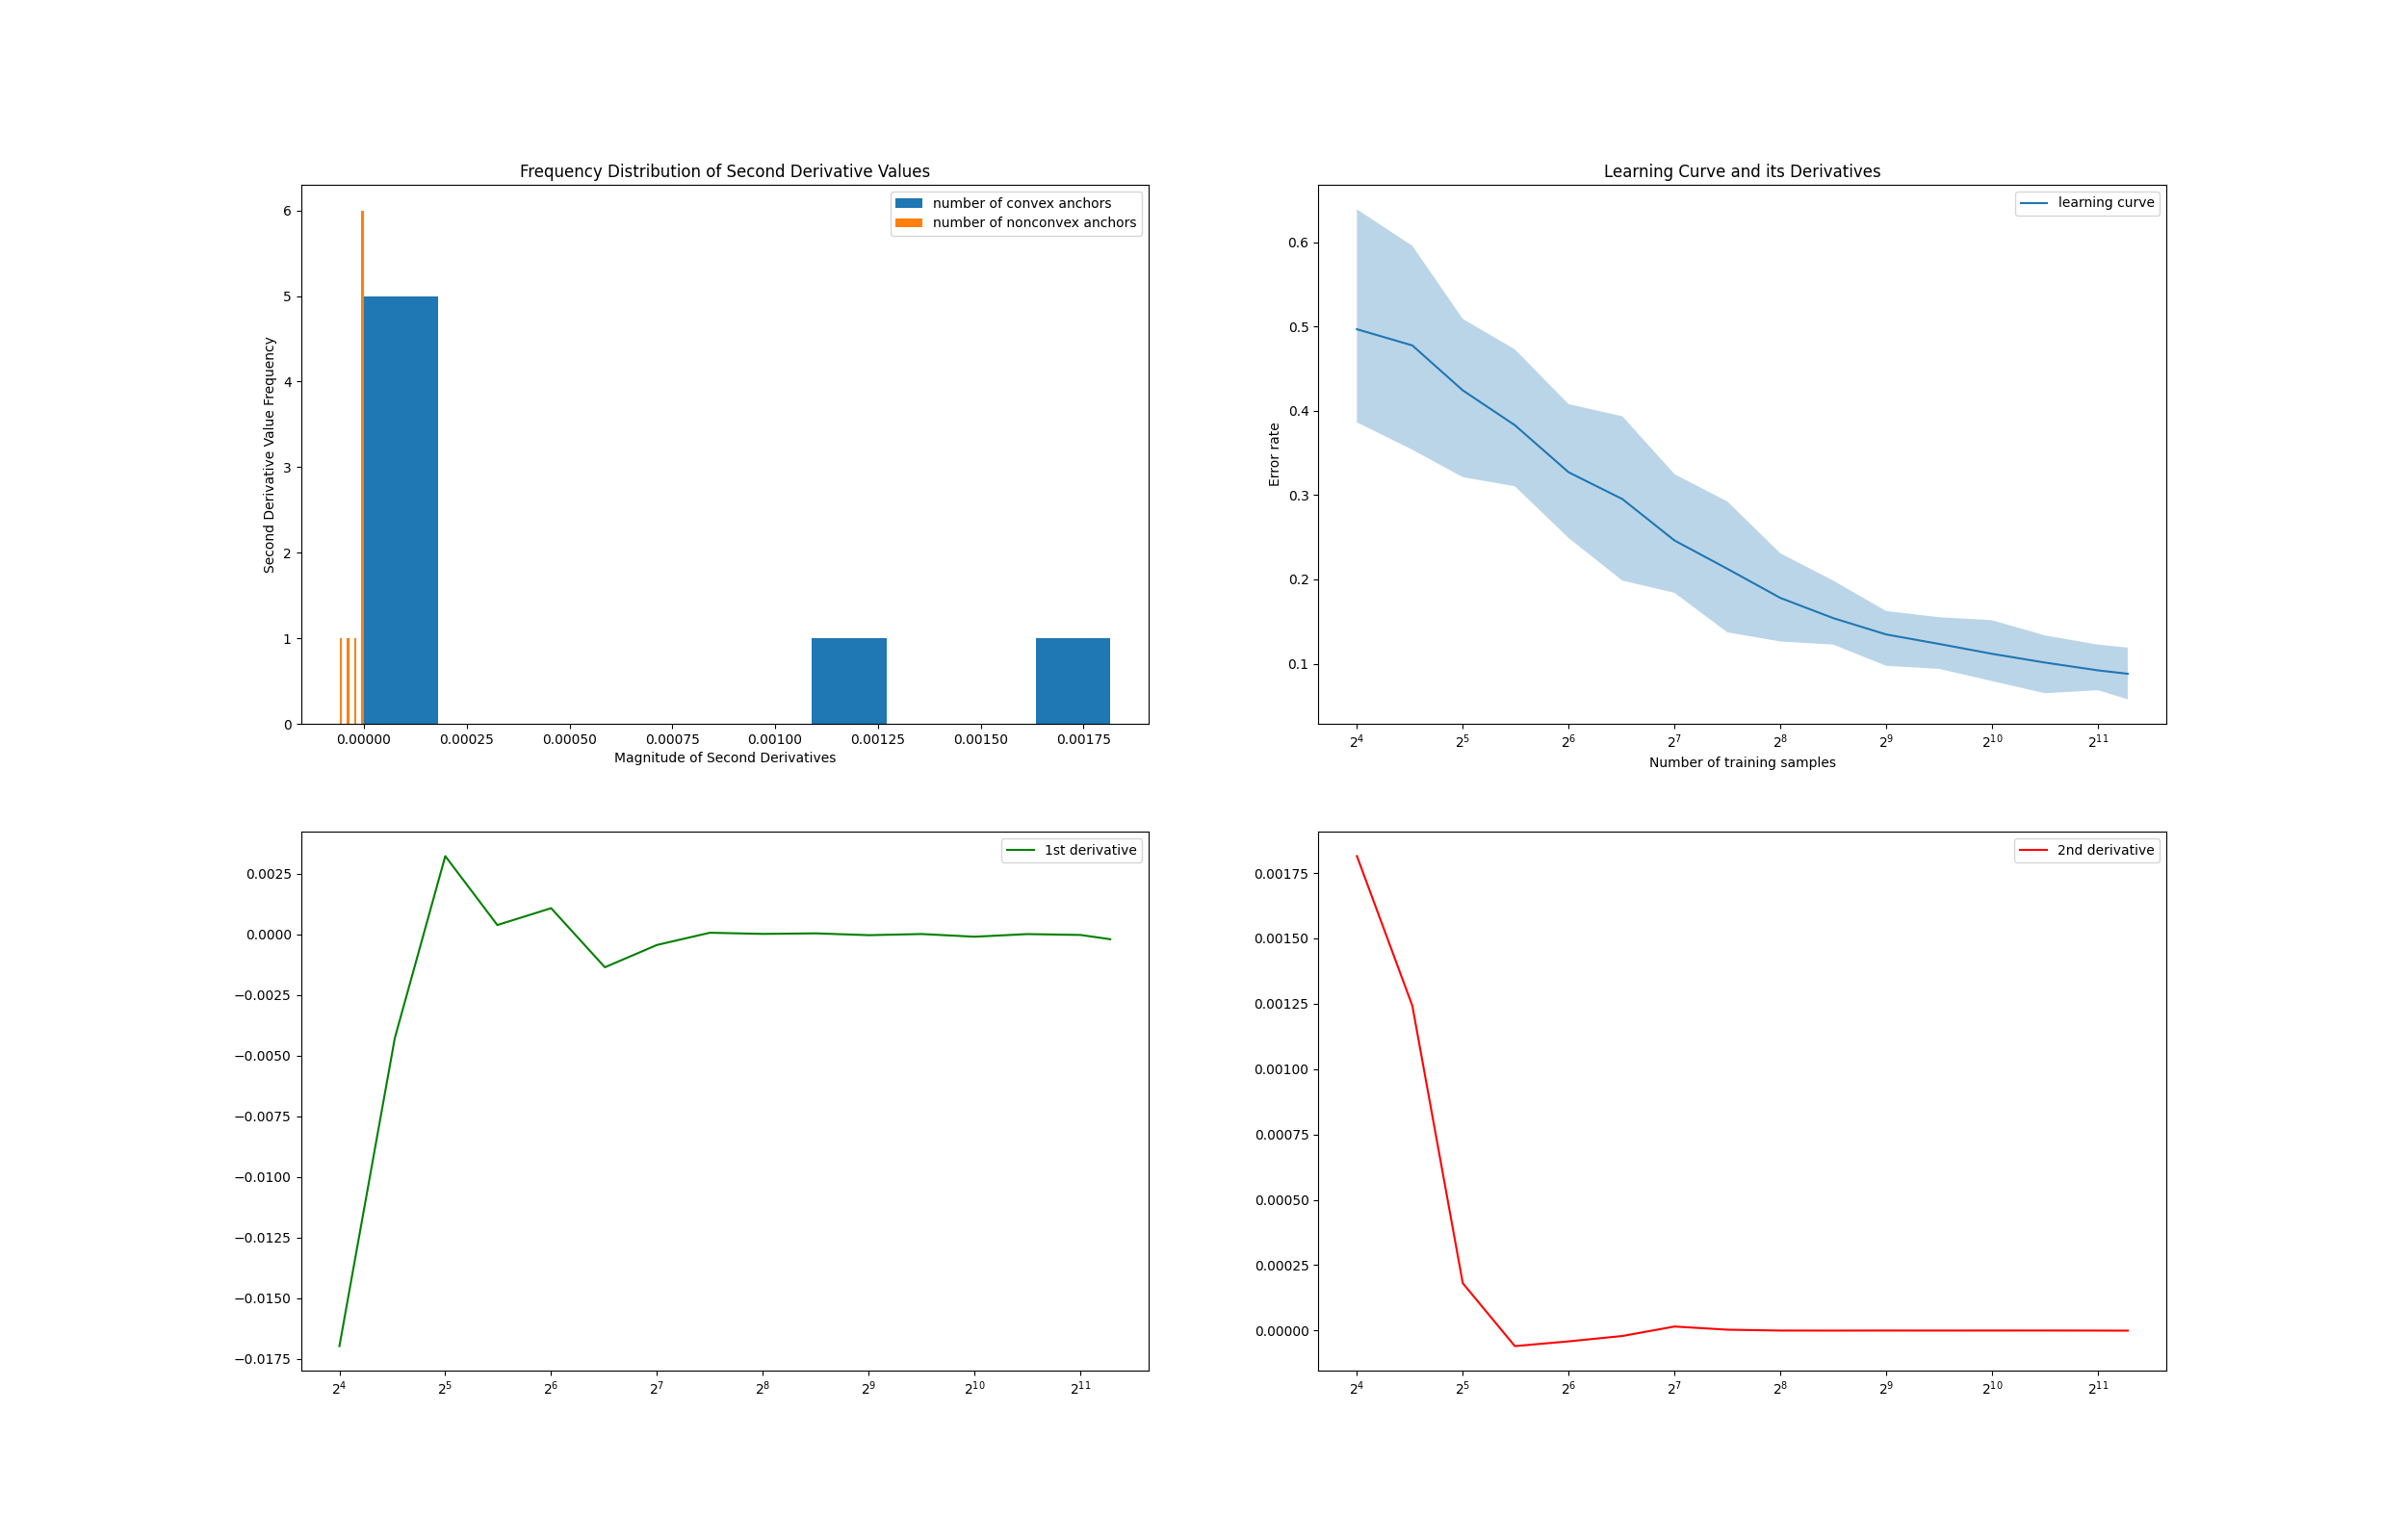 Frequency Distribution of Second Derivative Values
number of convex anchors
number of nonconvex anchors
6
5
4
3
2
1
0
Second Derivative Value Frequency
0.00000 0.00025 0.00050 0.00075 0.00100 0.00125 0.00150 0.00175
Magnitude of Second Derivatives
Learning Curve and its Derivatives
learning curve
0.6
0.5
0.4
0.3
0.2
0.1
Error rate
2^4 2^5 2^6 2^7 2^8 2^9 2^10 2^11
Number of training samples
1st derivative
0.0025
0.0000
−0.0025
−0.0050
−0.0075
−0.0100
−0.0125
−0.0150
−0.0175
2^4 2^5 2^6 2^7 2^8 2^9 2^10 2^11
2nd derivative
0.00175
0.00150
0.00125
0.00100
0.00075
0.00050
0.00025
0.00000
2^4 2^5 2^6 2^7 2^8 2^9 2^10 2^11